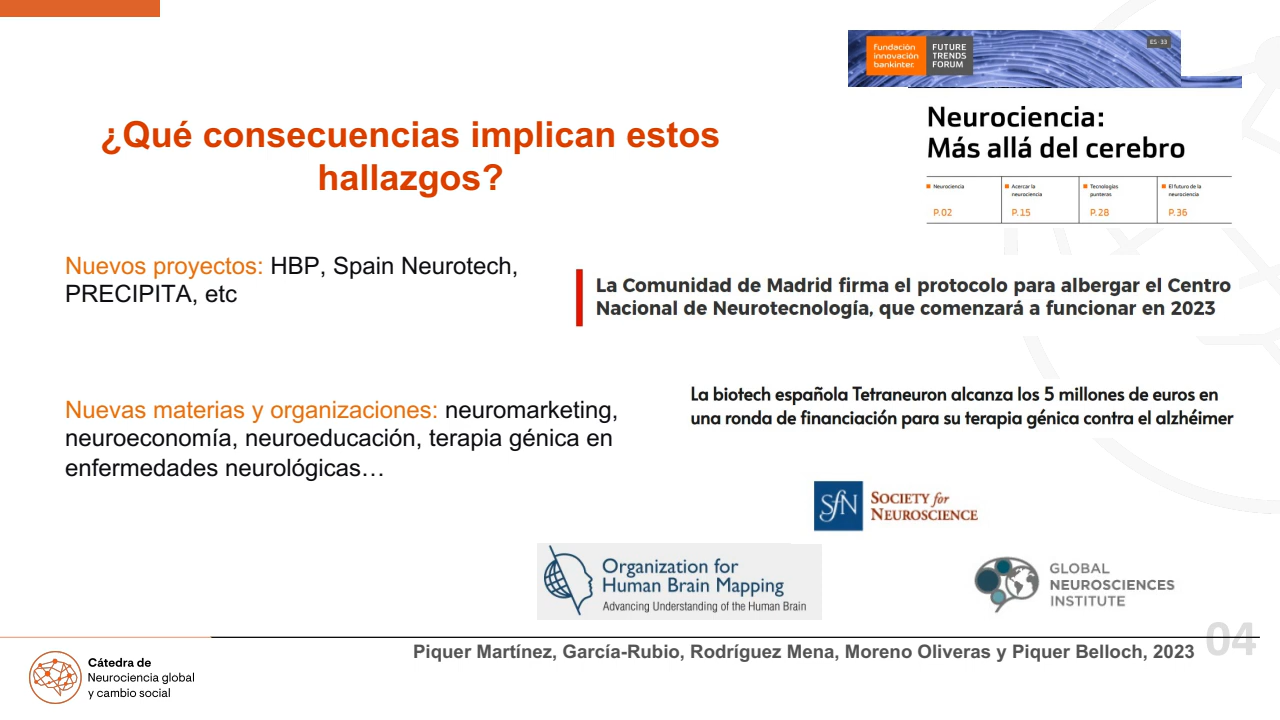 fundación
innovación
bankinter
FUTURE
TRENDS
FORUM
ES·33
¿Qué consecuencias implican estos
hallazgos?
Neurociencia:
Más allá del cerebro
Neurociencia
P.02
Acercar la
neurociencia
P.15
Tecnologías
punteras
P.28
El futuro de la
neurociencia
P.36
Nuevos proyectos: HBP, Spain Neurotech,
PRECIPITA, etc
La Comunidad de Madrid firma el protocolo para albergar el Centro
Nacional de Neurotecnología, que comenzará a funcionar en 2023
Nuevas materias y organizaciones: neuromarketing,
neuroeconomía, neuroeducación, terapia génica en
enfermedades neurológicas…
La biotech española Tetraneuron alcanza los 5 millones de euros en
una ronda de financiación para su terapia génica contra el alzhéimer
SfN
SOCIETY for
NEUROSCIENCE
Organization for
Human Brain Mapping
Advancing Understanding of the Human Brain
GLOBAL
NEUROSCIENCES
INSTITUTE
04
Piquer Martínez, García-Rubio, Rodríguez Mena, Moreno Oliveras y Piquer Belloch, 2023
Cátedra de
Neurociencia global
y cambio social